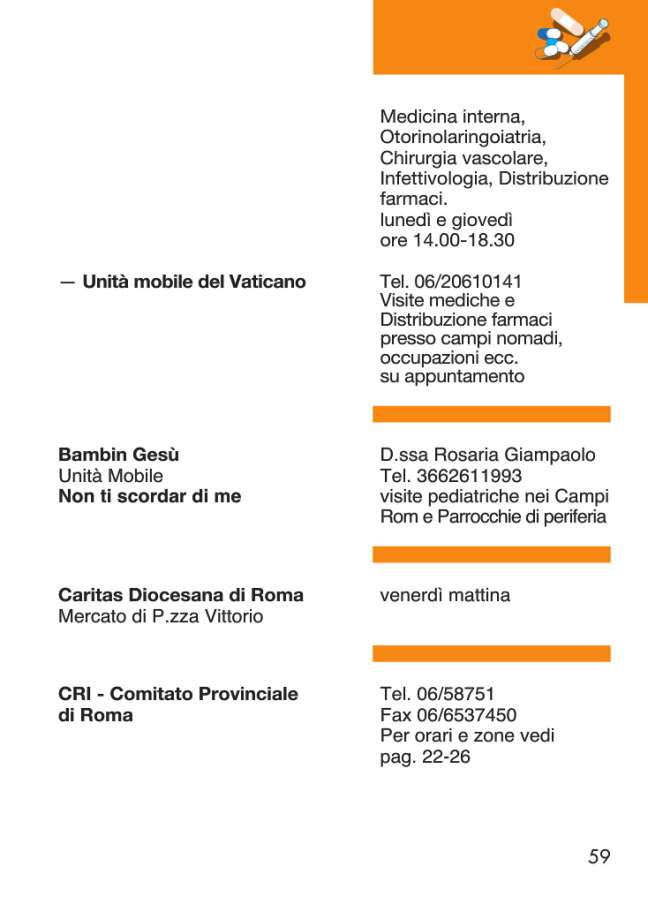 Medicina interna,
Otorinolaringoiatria,
Chirurgia vascolare,
Infettivologia, Distribuzione
farmaci.
lunedì e giovedì
ore 14.00-18.30
— Unità mobile del Vaticano
Tel. 06/20610141
Visite mediche e
Distribuzione farmaci
presso campi nomadi,
occupazioni ecc.
su appuntamento
Bambin Gesù
Unità Mobile
Non ti scordar di me
D.ssa Rosaria Giampaolo
Tel. 3662611993
visite pediatriche nei Campi
Rom e Parrocchie di periferia
Caritas Diocesana di Roma
Mercato di P.zza Vittorio
venerdì mattina
CRI - Comitato Provinciale
di Roma
Tel. 06/58751
Fax 06/6537450
Per orari e zone vedi
pag. 22-26
59